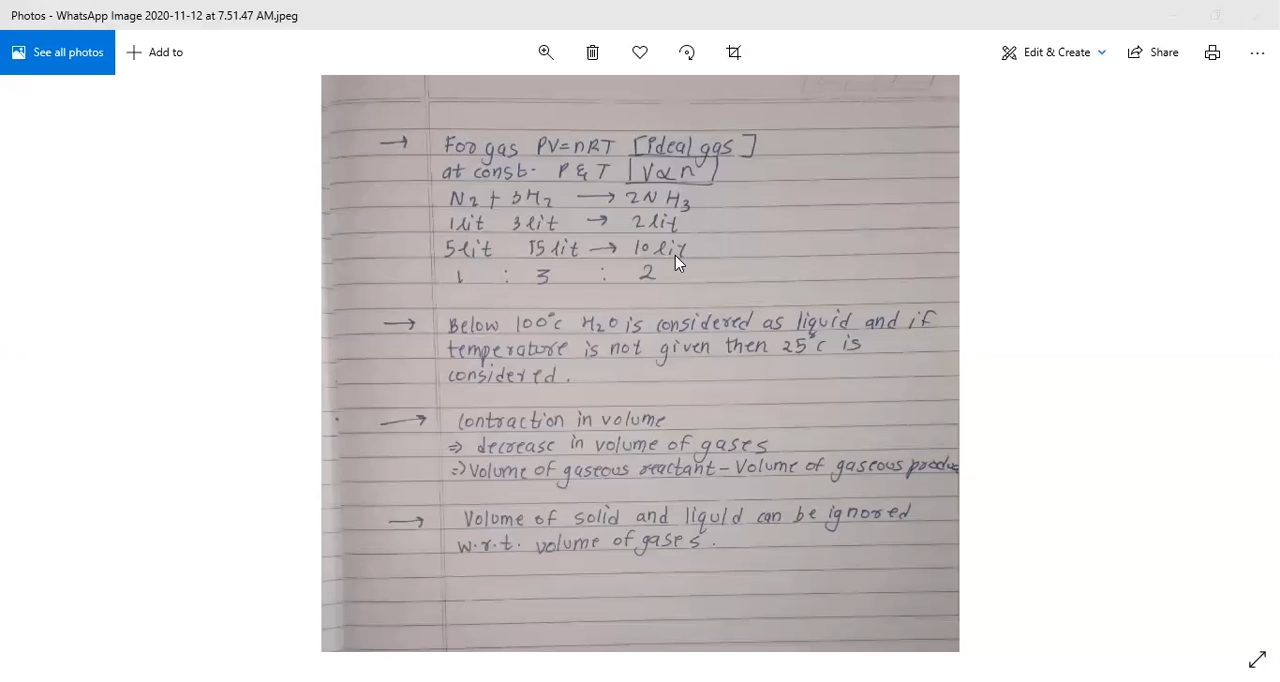 Photos - WhatsApp Image 2020-11-12 at 7.51.47 AM.jpeg
See all photos
Add to
Edit & Create
Share
→ For gas PV=nRT [Ideal gas]
at const. P & T V∝n
N2 + 3H2 → 2NH3
1lit 3lit → 2lit
5lit 15lit → 10lit
1 : 3 : 2
→ Below 100°c H2O is considered as liquid and if
temperature is not given then 25°c is
considered.
→ Contraction in volume
⇒ decrease in volume of gases
⇒ Volume of gaseous reactant - Volume of gaseous produc
→ Volume of solid and liquid can be ignored
w.r.t. volume of gases.